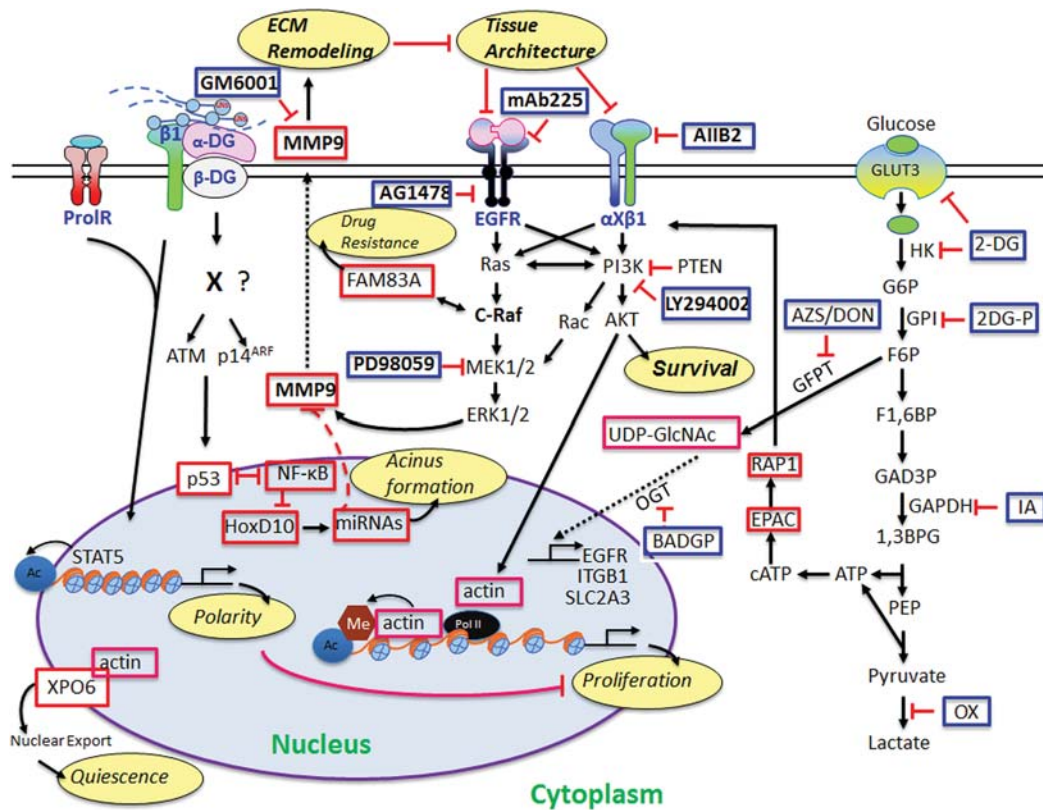 ECM
Remodeling
Tissue
Architecture
GM6001
mAb225
β1
α-DG
MMP9
AIIB2
Glucose
GLUT3
β-DG
ProlR
AG1478
EGFR
αXβ1
Drug
Resistance
2-DG
HK
X ?
Ras
PI3K
PTEN
FAM83A
G6P
C-Raf
Rac
AKT
LY294002
AZS/DON
GPI
2DG-P
ATM
p14ARF
PD98059
MEK1/2
Survival
F6P
GFPT
MMP9
ERK1/2
F1,6BP
UDP-GlcNAc
p53
NF-κB
Acinus
formation
RAP1
GAD3P
OGT
HoxD10
miRNAs
EPAC
GAPDH
IA
BADGP
1,3BPG
STAT5
EGFR
ITGB1
SLC2A3
Ac
cATP
ATP
actin
PEP
Polarity
Me
actin
Pol II
Ac
actin
XPO6
Proliferation
Pyruvate
OX
Nuclear Export
Nucleus
Lactate
Quiescence
Cytoplasm